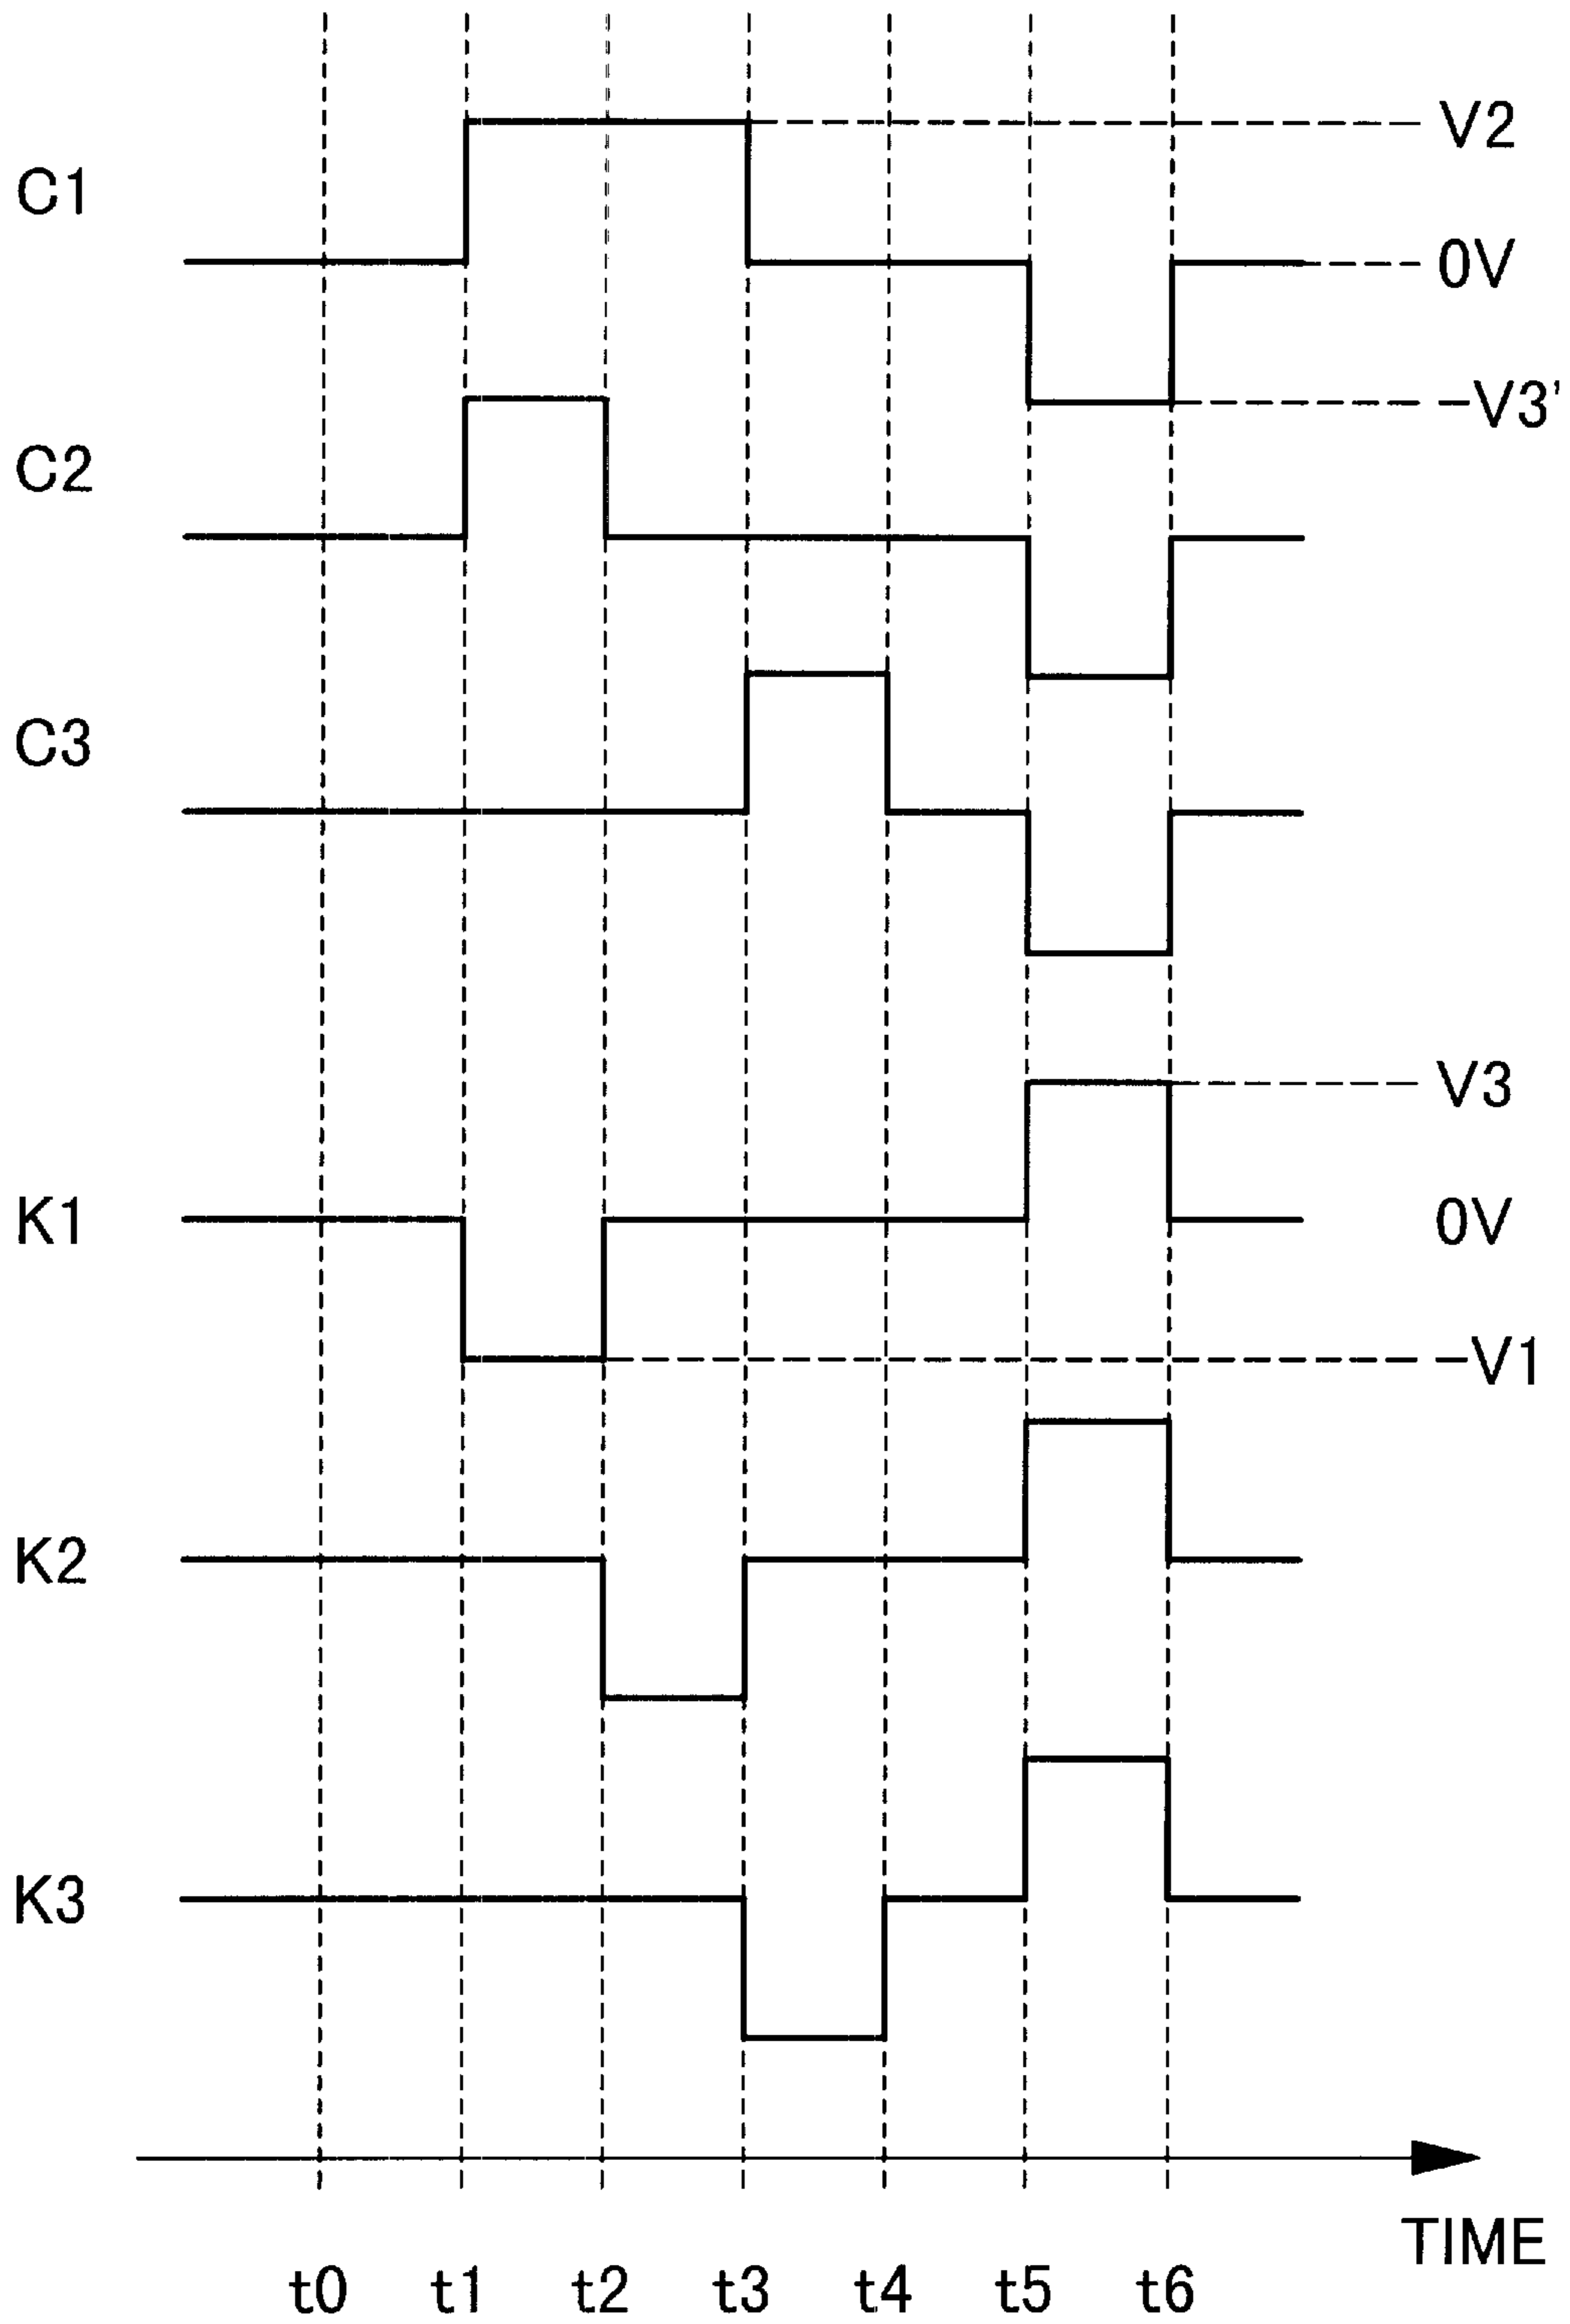 V2
C1
0V
-V3'
C2
C3
V3
K1
0V
-V1
K2
K3
TIME
t0 t1 t2 t3 t4 t5 t6